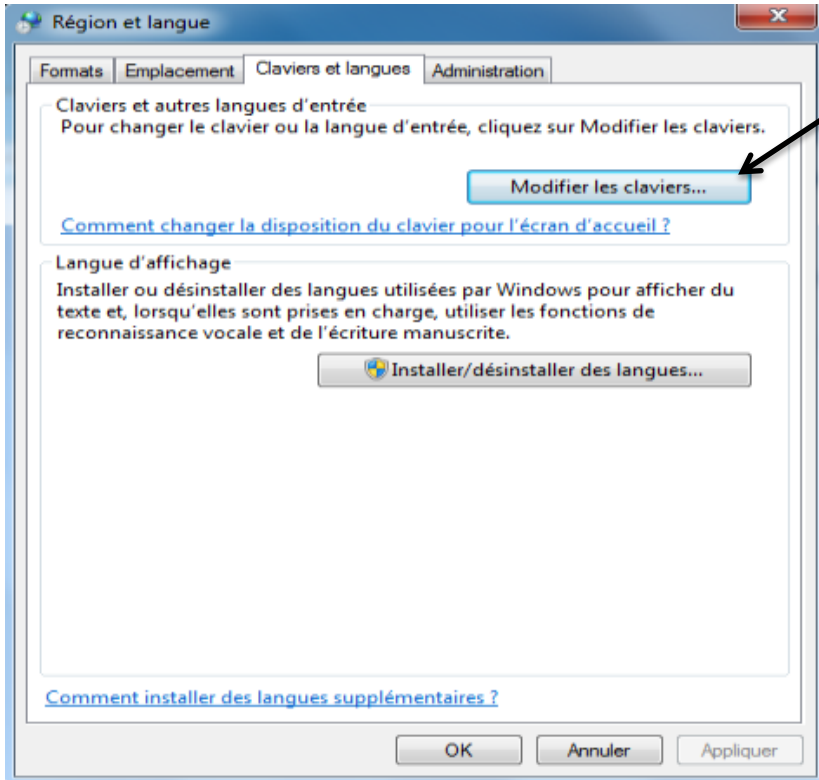 Région et langue
Formats Emplacement Claviers et langues Administration
Claviers et autres langues d'entrée
Pour changer le clavier ou la langue d'entrée, cliquez sur Modifier les claviers.
Modifier les claviers...
Comment changer la disposition du clavier pour l'écran d'accueil ?
Langue d'affichage
Installer ou désinstaller des langues utilisées par Windows pour afficher du
texte et, lorsqu'elles sont prises en charge, utiliser les fonctions de
reconnaissance vocale et de l'écriture manuscrite.
Installer/désinstaller des langues...
Comment installer des langues supplémentaires ?
OK Annuler Appliquer